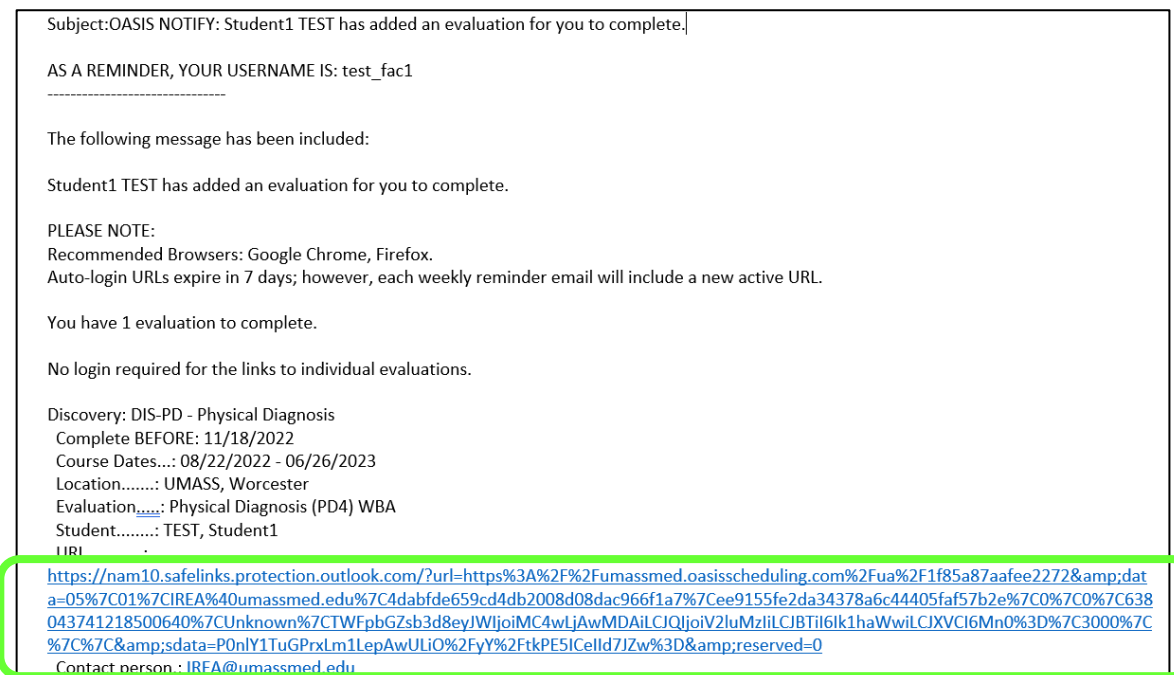 Subject:OASIS NOTIFY: Student1 TEST has added an evaluation for you to complete.
AS A REMINDER, YOUR USERNAME IS: test_fac1
-------------------------------
The following message has been included:
Student1 TEST has added an evaluation for you to complete.
PLEASE NOTE:
Recommended Browsers: Google Chrome, Firefox.
Auto-login URLs expire in 7 days; however, each weekly reminder email will include a new active URL.
You have 1 evaluation to complete.
No login required for the links to individual evaluations.
Discovery: DIS-PD - Physical Diagnosis
Complete BEFORE: 11/18/2022
Course Dates...: 08/22/2022 - 06/26/2023
Location.......: UMASS, Worcester
Evaluation.....: Physical Diagnosis (PD4) WBA
Student........: TEST, Student1
URL............:
https://nam10.safelinks.protection.outlook.com/?url=https%3A%2F%2Fumassmed.oasisscheduling.com%2Fua%2F1f85a87aafee2272&amp;dat
a=05%7C01%7CIREA%40umassmed.edu%7C4dabfde659cd4db2008d08dac966f1a7%7Cee9155fe2da34378a6c44405faf57b2e%7C0%7C0%7C638
043741218500640%7CUnknown%7CTWFpbGZsb3d8eyJWIjoiMC4wLjAwMDAiLCJQIjoiV2luMzIiLCJBTiI6Ik1haWwiLCJXVCI6Mn0%3D%7C3000%7C
%7C%7C&amp;sdata=P0nlY1TuGPrxLm1LepAwULiO%2FyY%2FtkPE5ICeIId7JZw%3D&amp;reserved=0
Contact person.: IREA@umassmed.edu